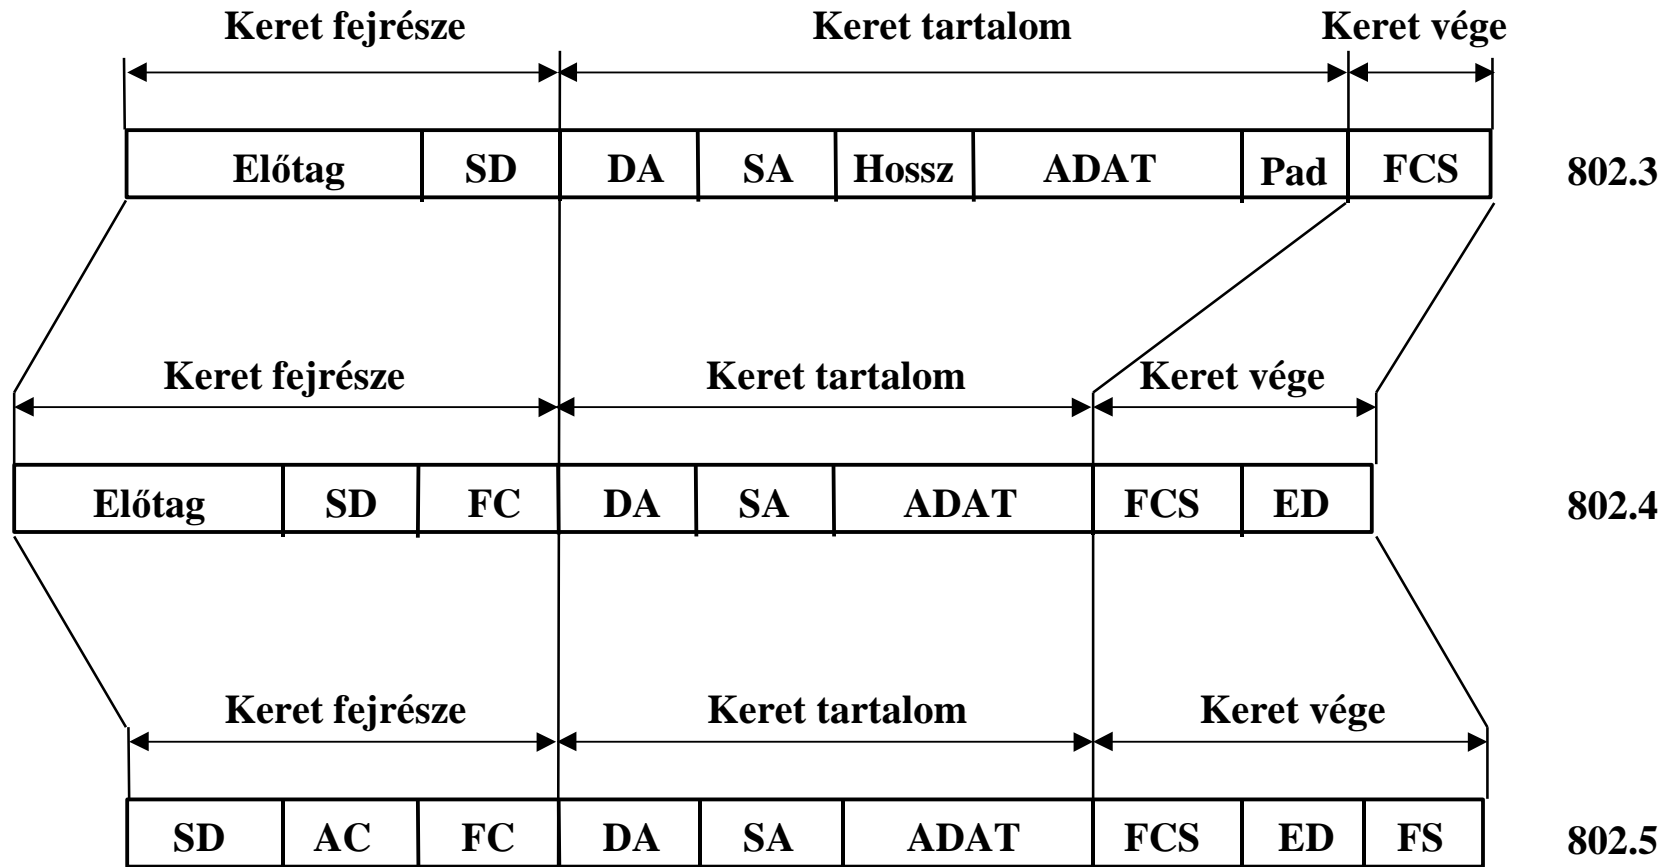 Keret fejrésze Keret tartalom Keret vége
Előtag SD DA SA Hossz ADAT Pad FCS 802.3
Keret fejrésze Keret tartalom Keret vége
Előtag SD FC DA SA ADAT FCS ED 802.4
Keret fejrésze Keret tartalom Keret vége
SD AC FC DA SA ADAT FCS ED FS 802.5